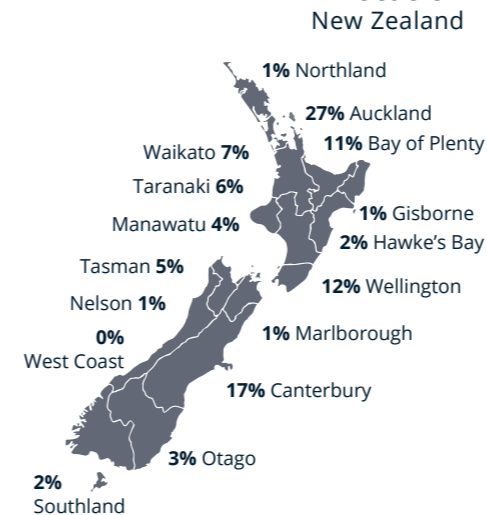 New Zealand
1% Northland
27% Auckland
11% Bay of Plenty
Waikato 7%
Taranaki 6%
Manawatu 4%
1% Gisborne
2% Hawke's Bay
Tasman 5%
12% Wellington
Nelson 1%
1% Marlborough
0%
West Coast
17% Canterbury
3% Otago
2%
Southland